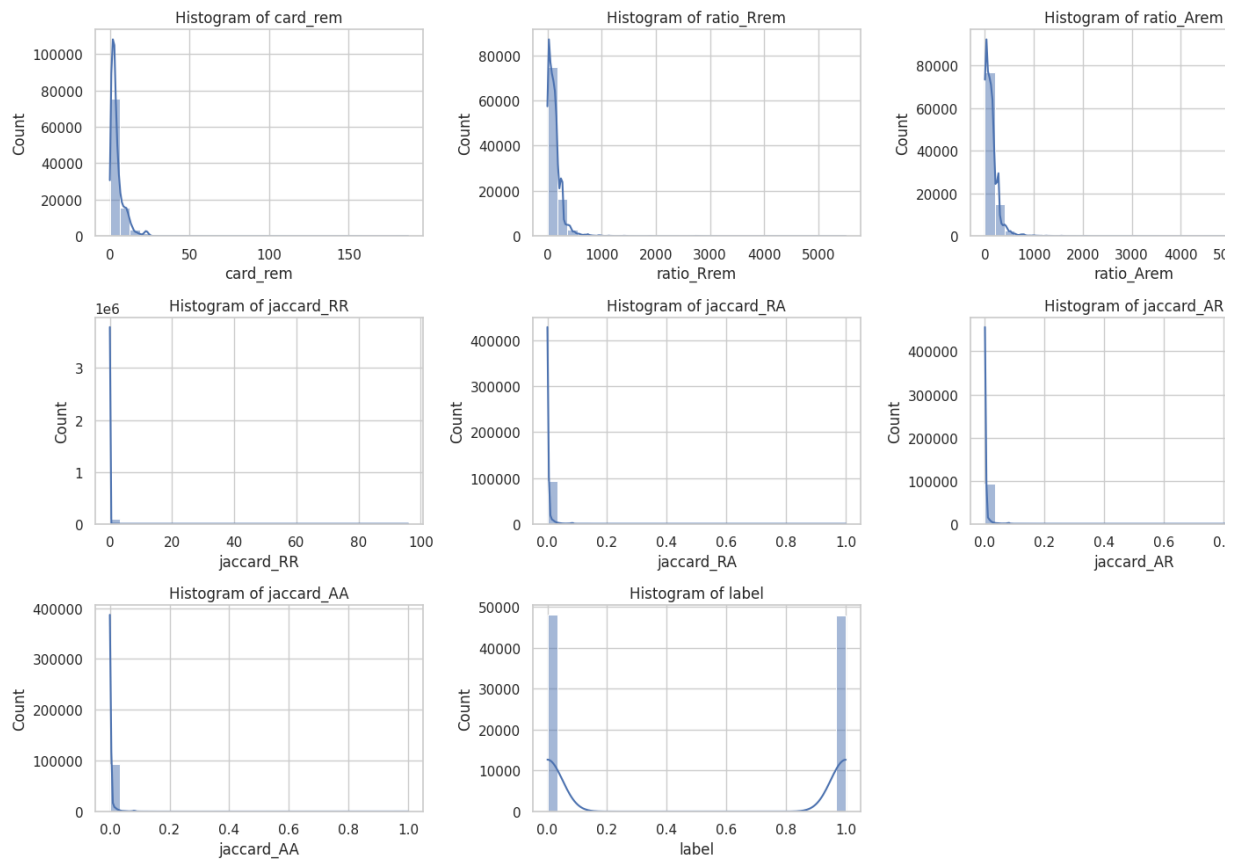 Histogram of card_rem
Count
100000
80000
60000
40000
20000
0
0 50 100 150
card_rem
Histogram of ratio_Rrem
Count
80000
60000
40000
20000
0
0 1000 2000 3000 4000 5000
ratio_Rrem
Histogram of ratio_Arem
Count
80000
60000
40000
20000
0
0 1000 2000 3000 4000 50
ratio_Arem
Histogram of jaccard_RR
1e6
Count
3
2
1
0
0 20 40 60 80 100
jaccard_RR
Histogram of jaccard_RA
Count
400000
300000
200000
100000
0
0.0 0.2 0.4 0.6 0.8 1.0
jaccard_RA
Histogram of jaccard_AR
Count
400000
300000
200000
100000
0
0.0 0.2 0.4 0.6 0.
jaccard_AR
Histogram of jaccard_AA
Count
400000
300000
200000
100000
0
0.0 0.2 0.4 0.6 0.8 1.0
jaccard_AA
Histogram of label
Count
50000
40000
30000
20000
10000
0
0.0 0.2 0.4 0.6 0.8 1.0
label